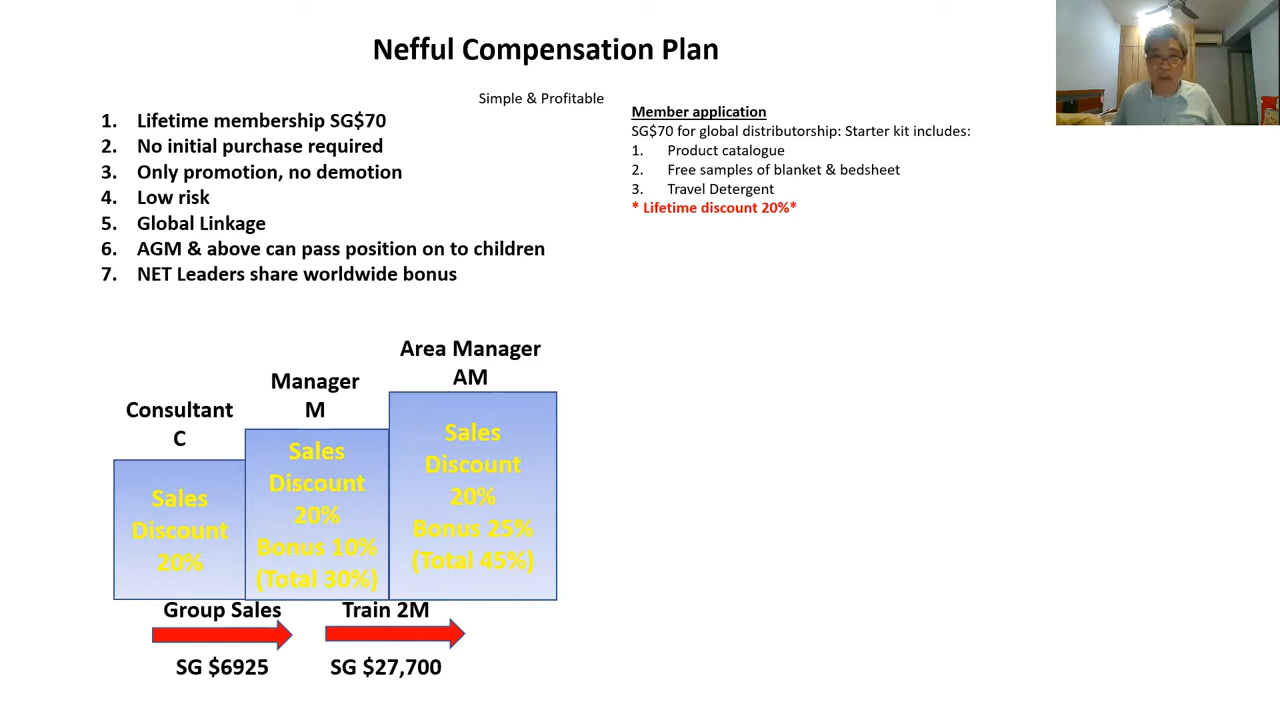 Nefful Compensation Plan
Simple & Profitable
1. Lifetime membership SG$70
2. No initial purchase required
3. Only promotion, no demotion
4. Low risk
5. Global Linkage
6. AGM & above can pass position on to children
7. NET Leaders share worldwide bonus
Member application
SG$70 for global distributorship: Starter kit includes:
1. Product catalogue
2. Free samples of blanket & bedsheet
3. Travel Detergent
* Lifetime discount 20%*
Consultant
C
Sales
Discount
20%
Manager
M
Sales
Discount
20%
Bonus 10%
(Total 30%)
Area Manager
AM
Sales
Discount
20%
Bonus 25%
(Total 45%)
Group Sales
SG $6925
Train 2M
SG $27,700